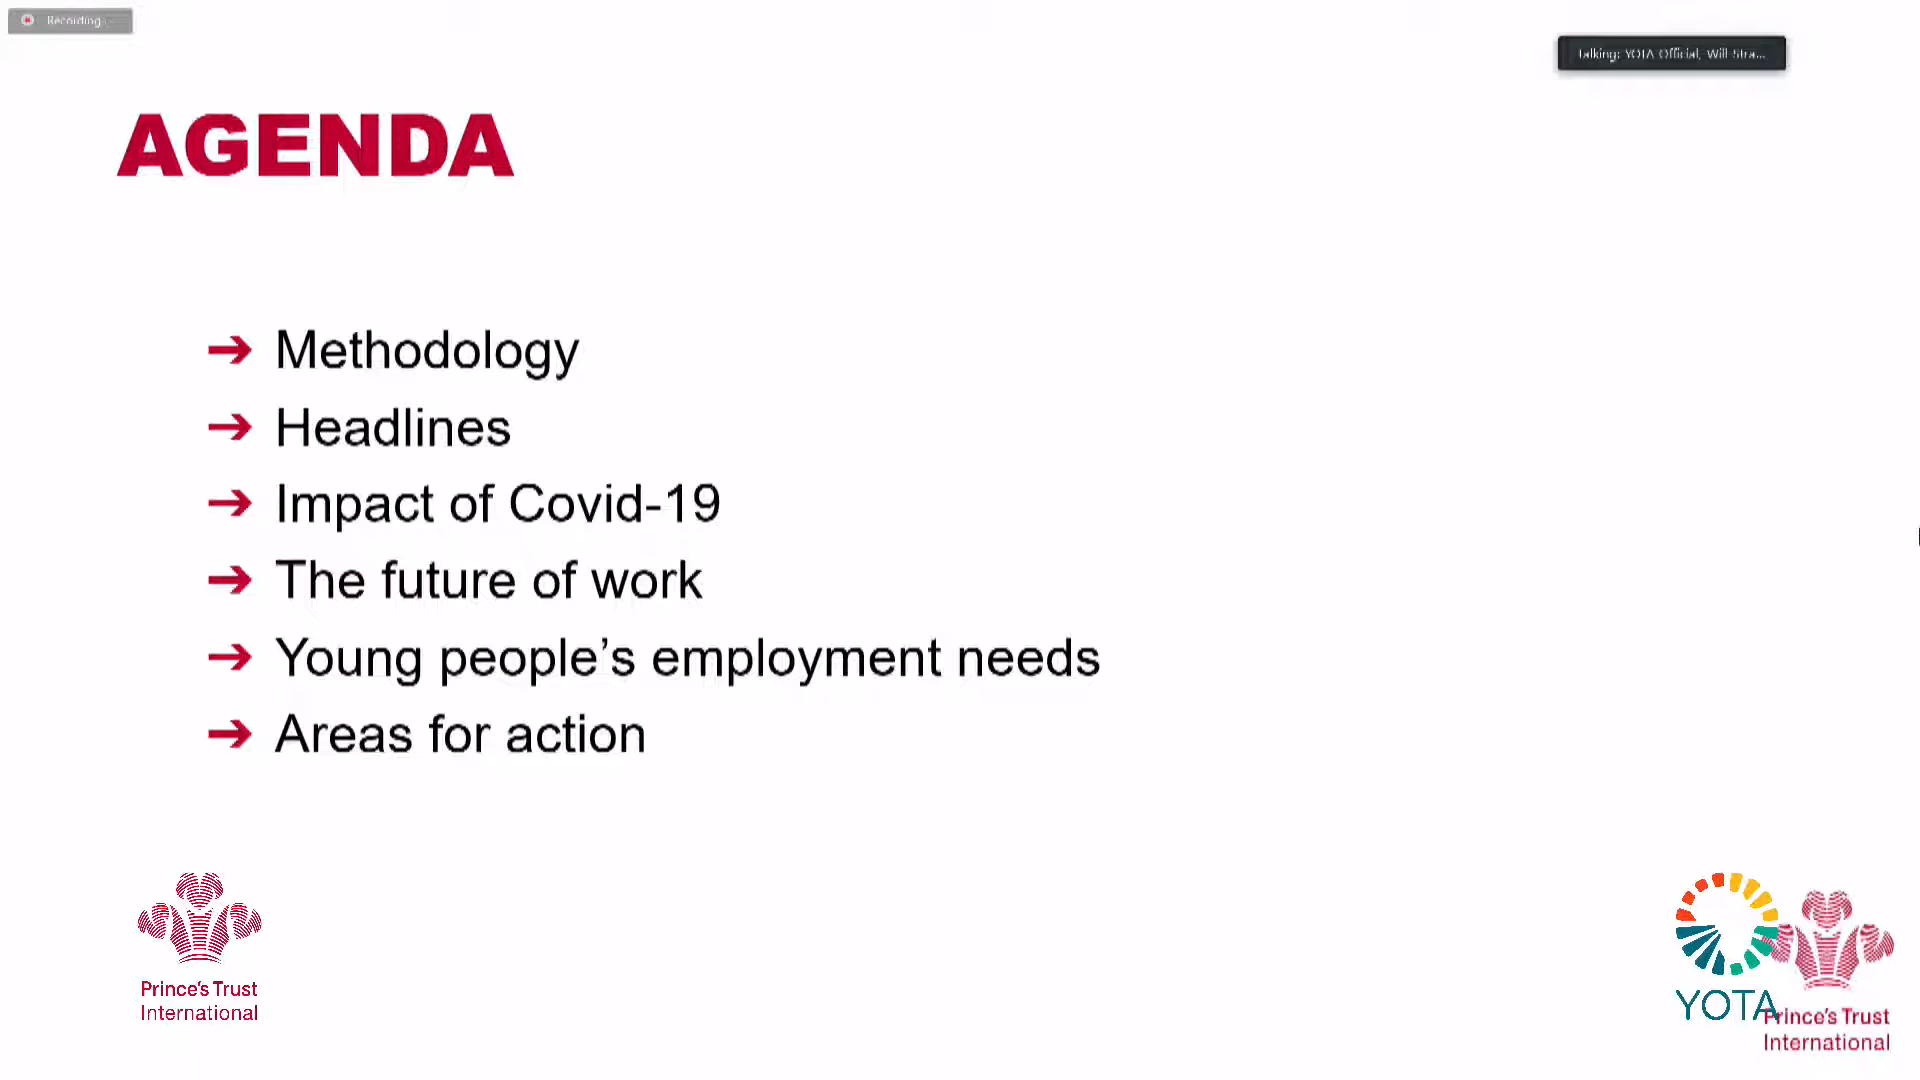 Recording...
Talking: YOTA Official, Will Stra...
AGENDA
➔ Methodology
➔ Headlines
➔ Impact of Covid-19
➔ The future of work
➔ Young people’s employment needs
➔ Areas for action
Prince's Trust
International
YOTA
Prince's Trust
International